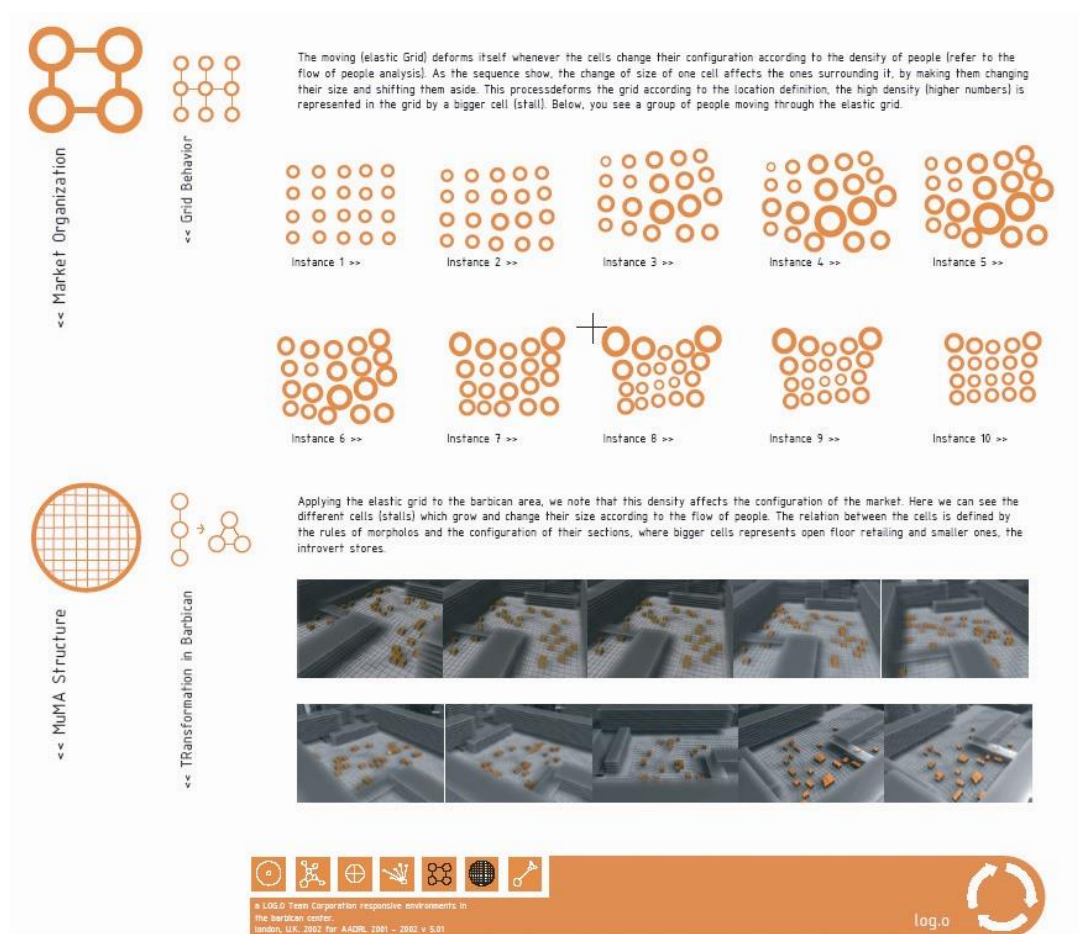 The moving (elastic Grid) deforms itself whenever the cells change their configuration according to the density of people (refer to the
flow of people analysis). As the sequence show, the change of size of one cell affects the ones surrounding it, by making them changing
their size and shifting them aside. This processdeforms the grid according to the location definition, the high density (higher numbers) is
represented in the grid by a bigger cell (stall). Below, you see a group of people moving through the elastic grid.
<< Market Organization
<< Grid Behavior
Instance 1 >>
Instance 2 >>
Instance 3 >>
Instance 4 >>
Instance 5 >>
Instance 6 >>
Instance 7 >>
Instance 8 >>
Instance 9 >>
Instance 10 >>
Applying the elastic grid to the barbican area, we note that this density affects the configuration of the market. Here we can see the
different cells (stalls) which grow and change their size according to the flow of people. The relation between the cells is defined by
the rules of morpholos and the configuration of their sections, where bigger cells represents open floor retailing and smaller ones, the
introvert stores.
<< MuMA Structure
<< TRansformation in Barbican
a LOG.O Team Corporation responsive environments in
the barbican center.
london, U.K. 2002 for AADRL 2001 - 2002 v 5.01
log.o